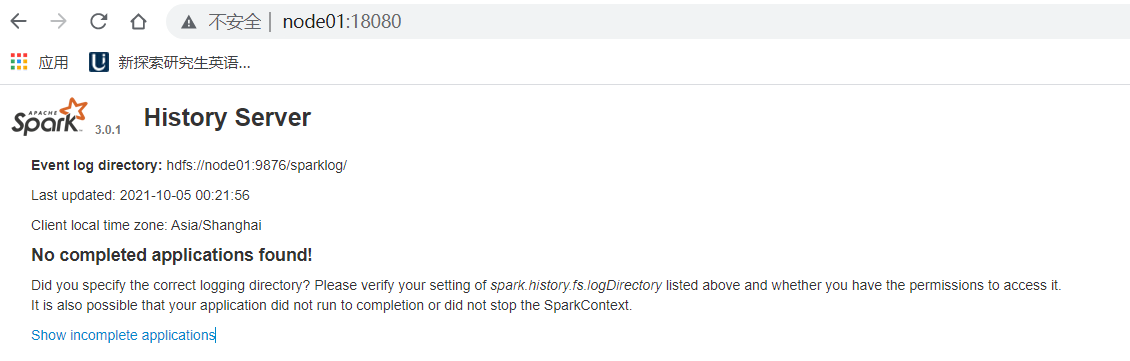 不安全 | node01:18080
应用 新探索研究生英语...
APACHE Spark 3.0.1 History Server
Event log directory: hdfs://node01:9876/sparklog/
Last updated: 2021-10-05 00:21:56
Client local time zone: Asia/Shanghai
No completed applications found!
Did you specify the correct logging directory? Please verify your setting of spark.history.fs.logDirectory listed above and whether you have the permissions to access it.
It is also possible that your application did not run to completion or did not stop the SparkContext.
Show incomplete applications